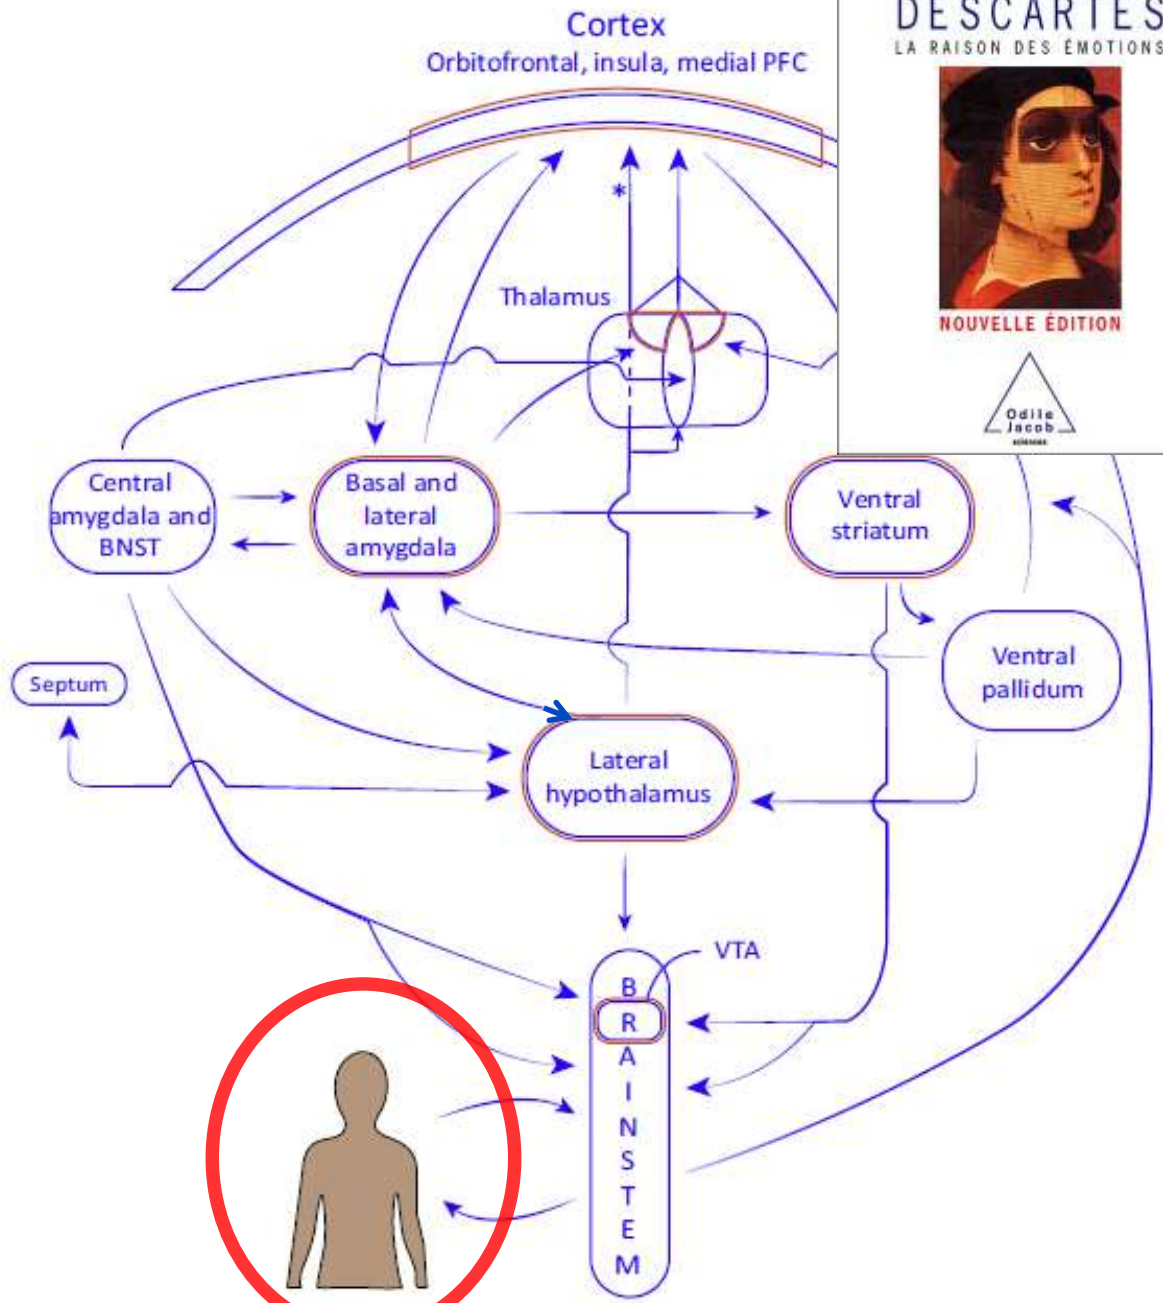 Cortex
Orbitofrontal, insula, medial PFC
DESCARTES
LA RAISON DES ÉMOTIONS
NOUVELLE ÉDITION
Odile
Jacob
sciences
*
Thalamus
Central
amygdala and
BNST
Basal and
lateral
amygdala
Ventral
striatum
Septum
Ventral
pallidum
Lateral
hypothalamus
VTA
B
R
A
I
N
S
T
E
M